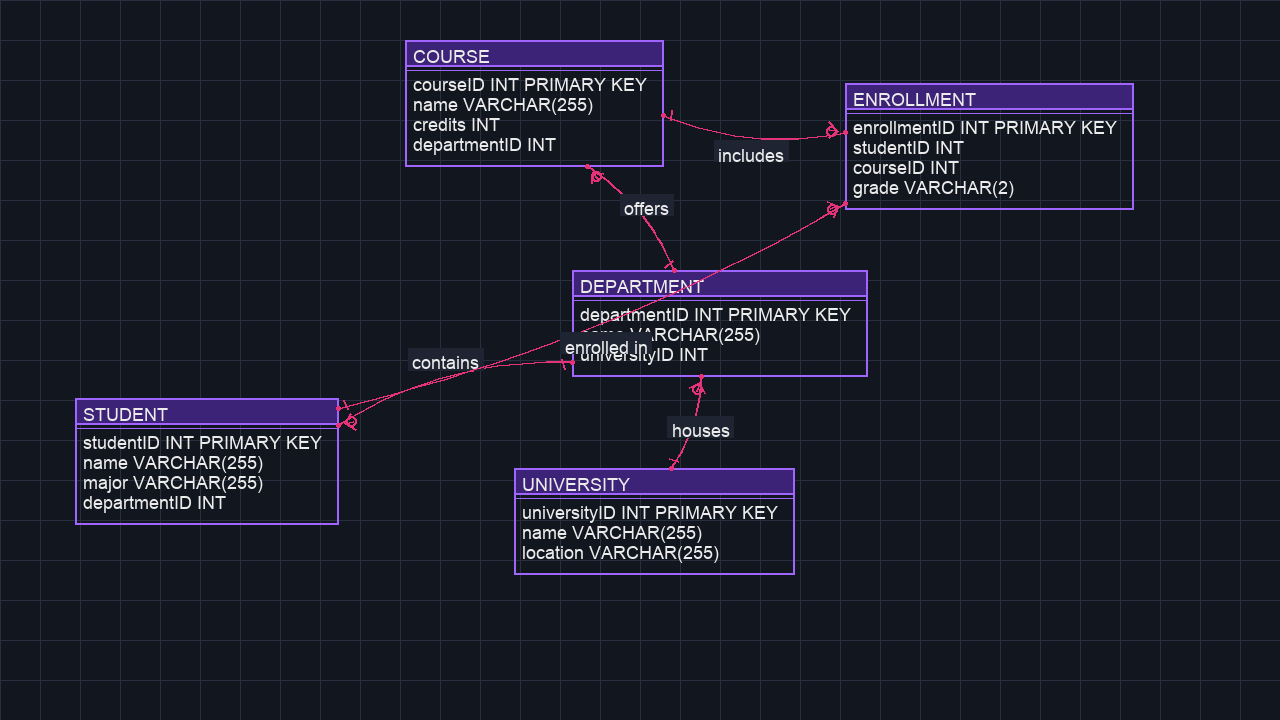 COURSE
courseID INT PRIMARY KEY
name VARCHAR(255)
credits INT
departmentID INT
ENROLLMENT
enrollmentID INT PRIMARY KEY
studentID INT
courseID INT
grade VARCHAR(2)
includes
offers
DEPARTMENT
departmentID INT PRIMARY KEY
name VARCHAR(255)
universityID INT
enrolled in
contains
STUDENT
studentID INT PRIMARY KEY
name VARCHAR(255)
major VARCHAR(255)
departmentID INT
houses
UNIVERSITY
universityID INT PRIMARY KEY
name VARCHAR(255)
location VARCHAR(255)